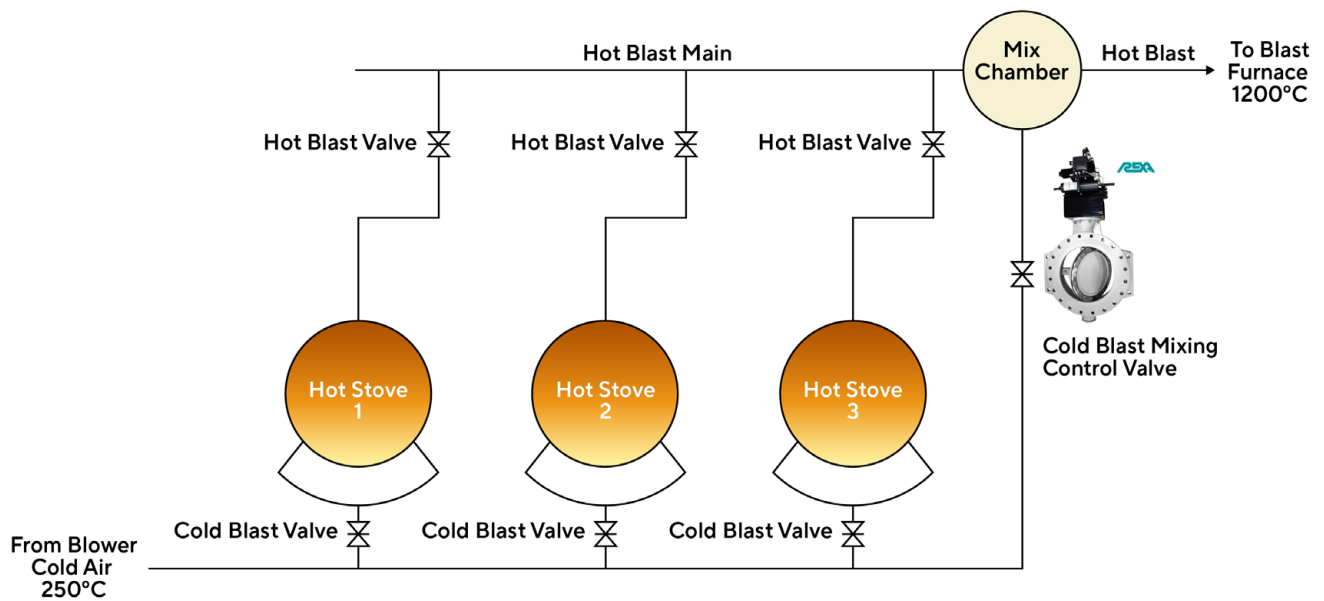 Hot Blast Main
Mix
Chamber
Hot Blast
To Blast
Furnace
1200°C
Hot Blast Valve
Hot Blast Valve
Hot Blast Valve
REXA
Cold Blast Mixing
Control Valve
Hot Stove
1
Hot Stove
2
Hot Stove
3
Cold Blast Valve
Cold Blast Valve
Cold Blast Valve
From Blower
Cold Air
250°C